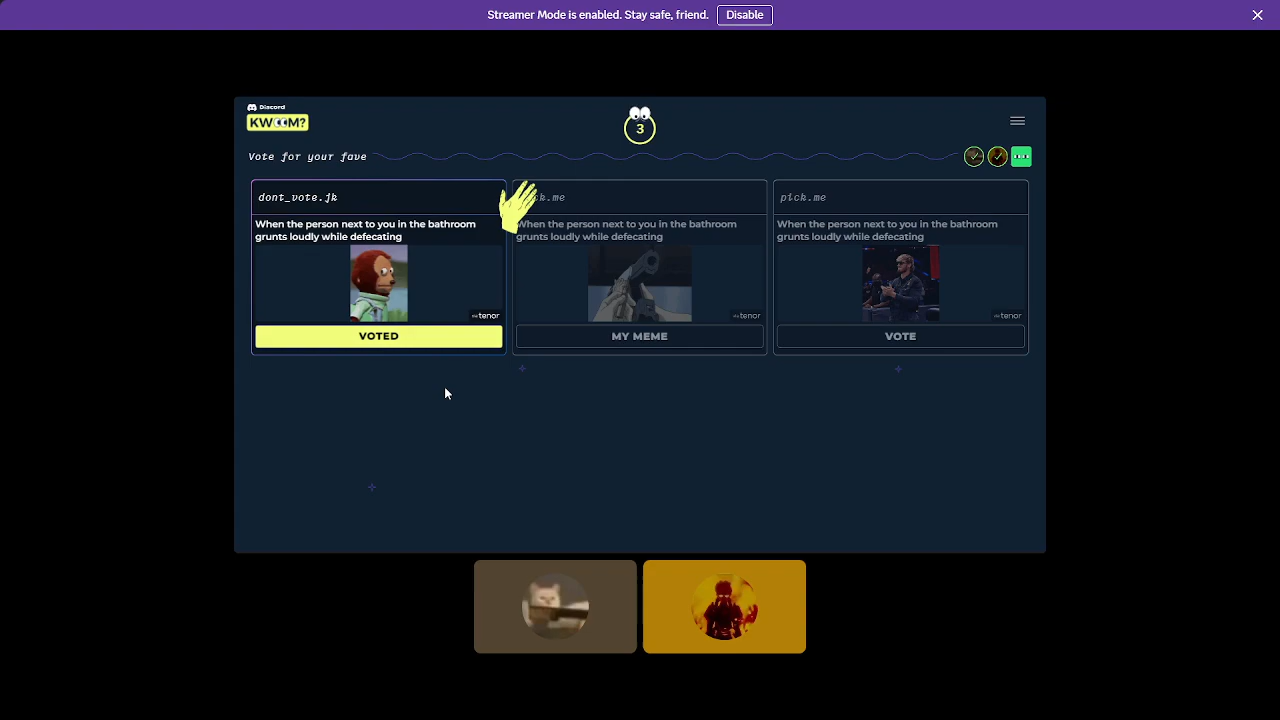 Streamer Mode is enabled. Stay safe, friend.
Disable
Discord
KWOOM?
3
Vote for your fave
dont_vote.jk
When the person next to you in the bathroom
grunts loudly while defecating
tenor
VOTED
k.me
When the person next to you in the bathroom
grunts loudly while defecating
tenor
MY MEME
pick.me
When the person next to you in the bathroom
grunts loudly while defecating
tenor
VOTE